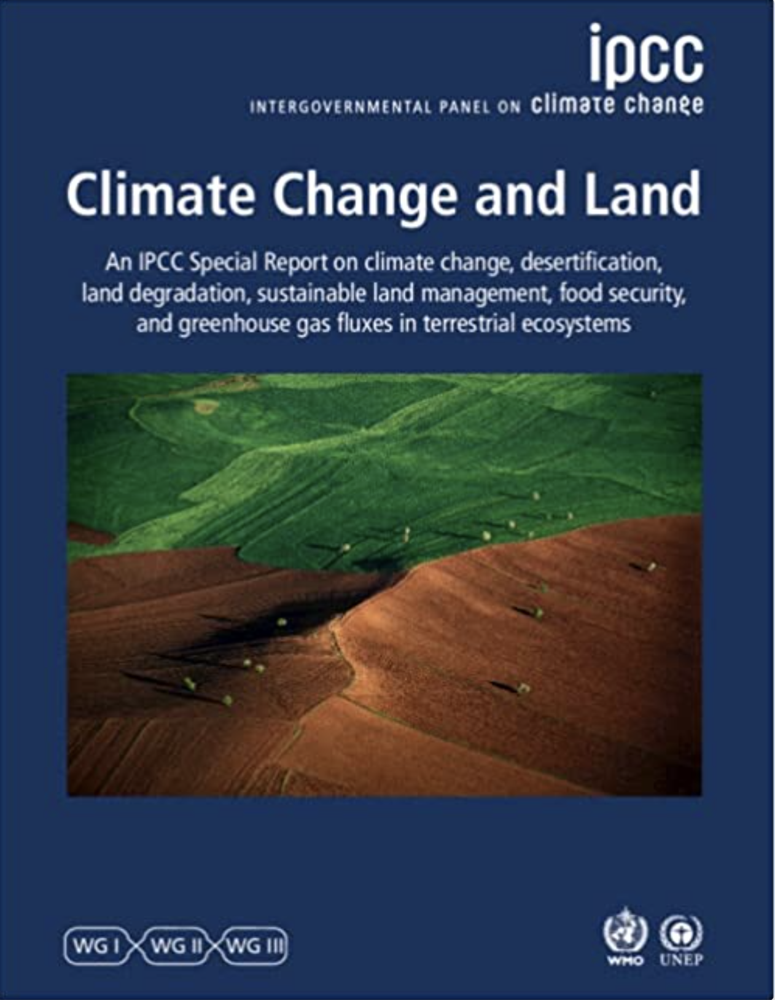 ipcc
INTERGOVERNMENTAL PANEL ON climate change
Climate Change and Land
An IPCC Special Report on climate change, desertification,
land degradation, sustainable land management, food security,
and greenhouse gas fluxes in terrestrial ecosystems
WG I WG II WG III
WMO UNEP